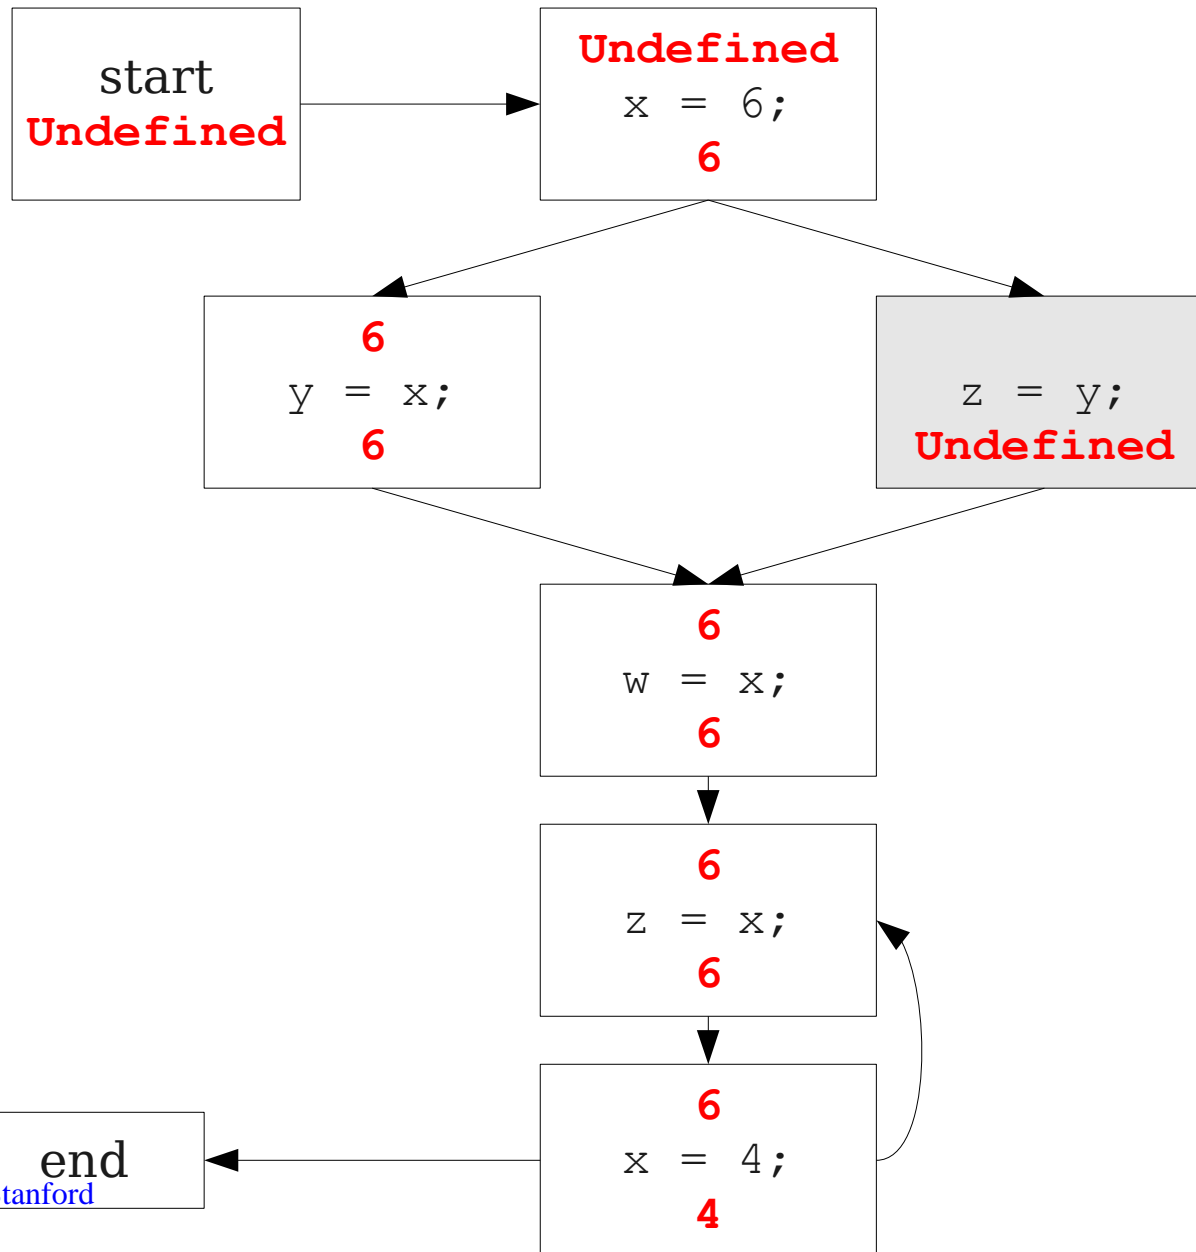 start
Undefined
Undefined
x = 6;
6
6
y = x;
6
z = y;
Undefined
6
w = x;
6
6
z = x;
6
6
x = 4;
4
end
tanford